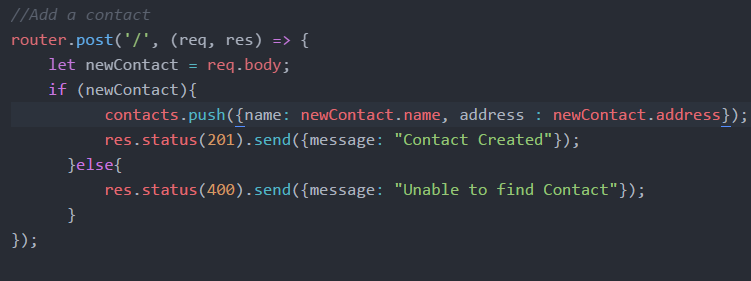 //Add a contact
router.post('/', (req, res) => {
    let newContact = req.body;
    if (newContact){
          contacts.push({name: newContact.name, address : newContact.address});
          res.status(201).send({message: "Contact Created"});
      }else{
          res.status(400).send({message: "Unable to find Contact"});
      }
});